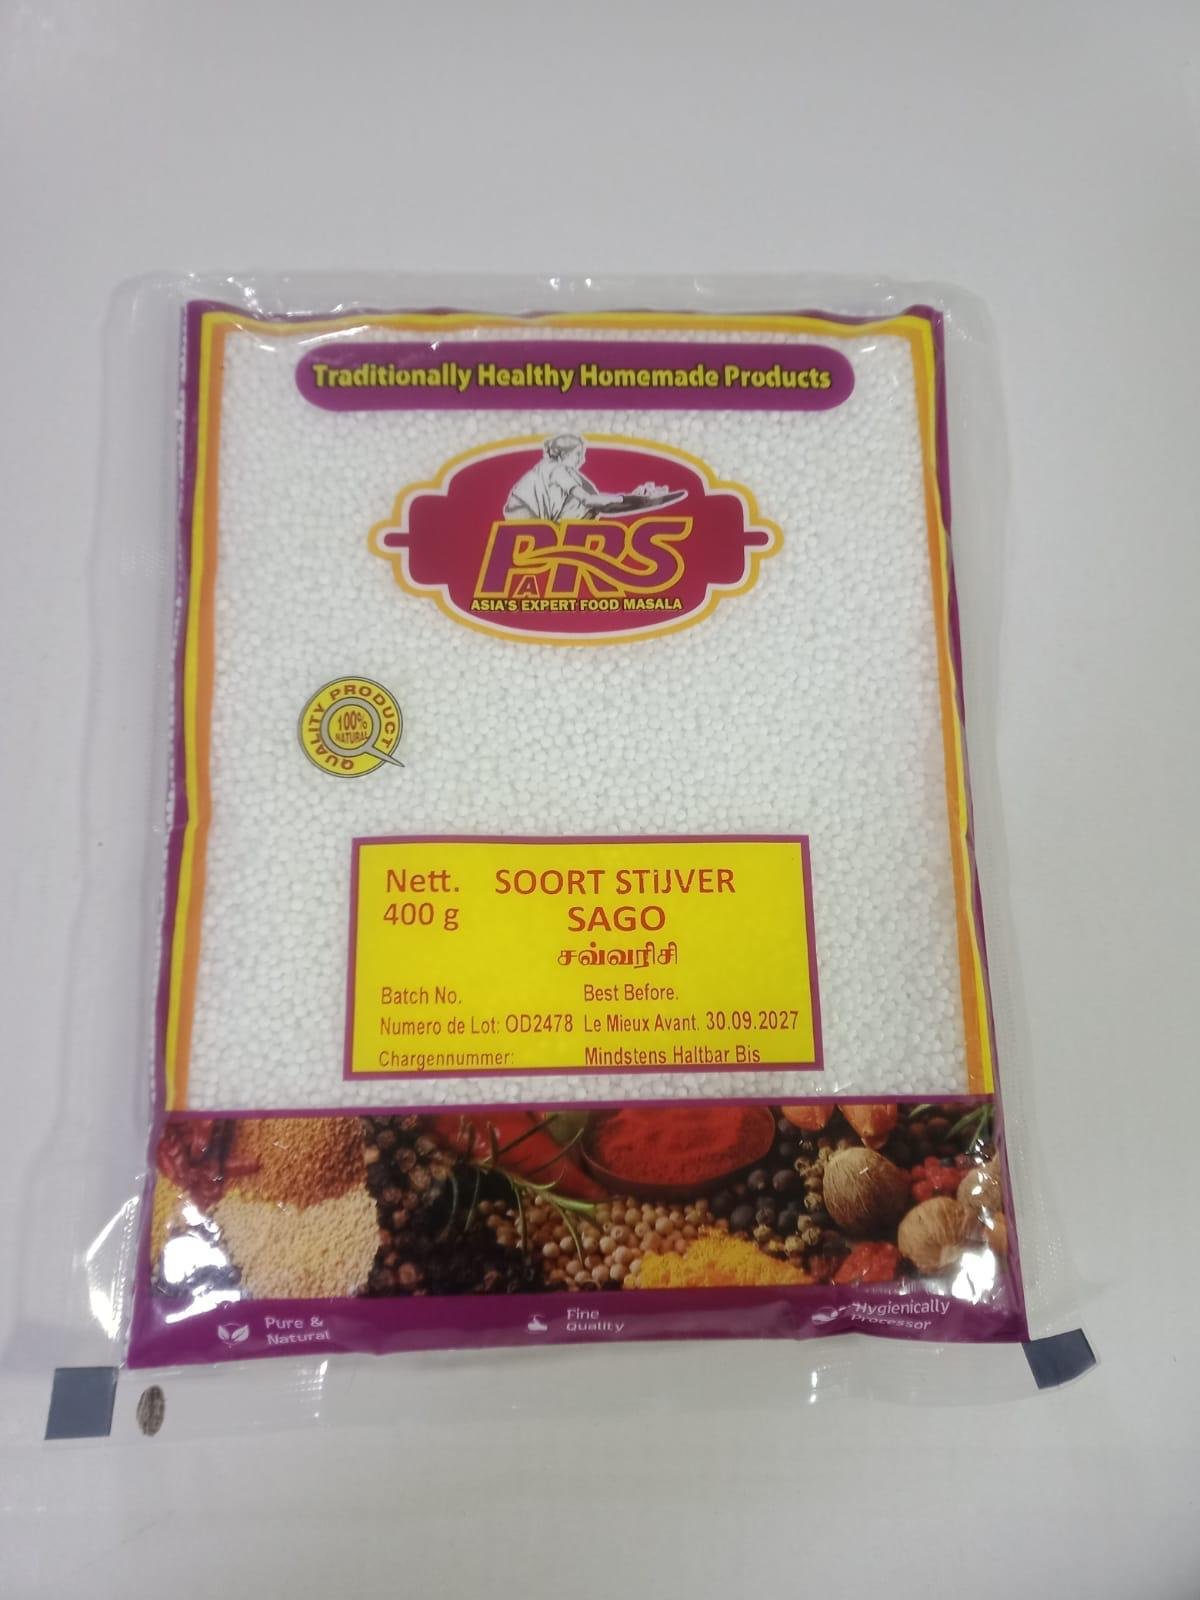 Traditionally Healthy Homemade Products
PARS
ASIA'S EXPERT FOOD MASALA
QUALITY PRODUCT
100%
NATURAL
Nett.
400 g
SOORT STIJVER
SAGO
சவ்வரிசி
Batch No.
Numero de Lot: OD2478
Chargennummer:
Best Before.
Le Mieux Avant. 30.09.2027
Mindstens Haltbar Bis
Pure &
Natural
Fine
Quality
Hygienically
Processor